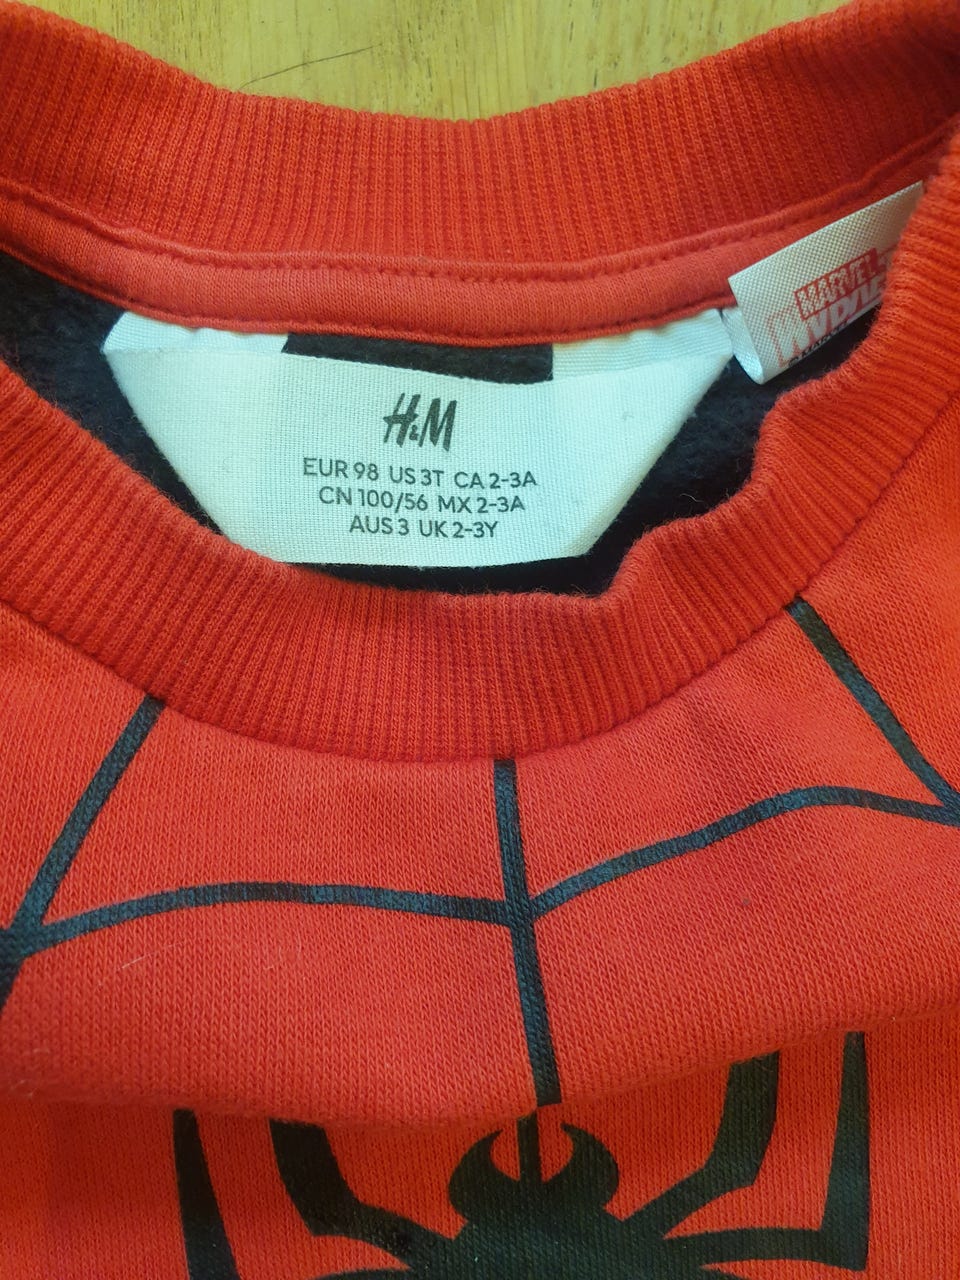 H&M
EUR 98 US 3T CA 2-3A
CN 100/56 MX 2-3A
AUS 3 UK 2-3Y
MARVEL